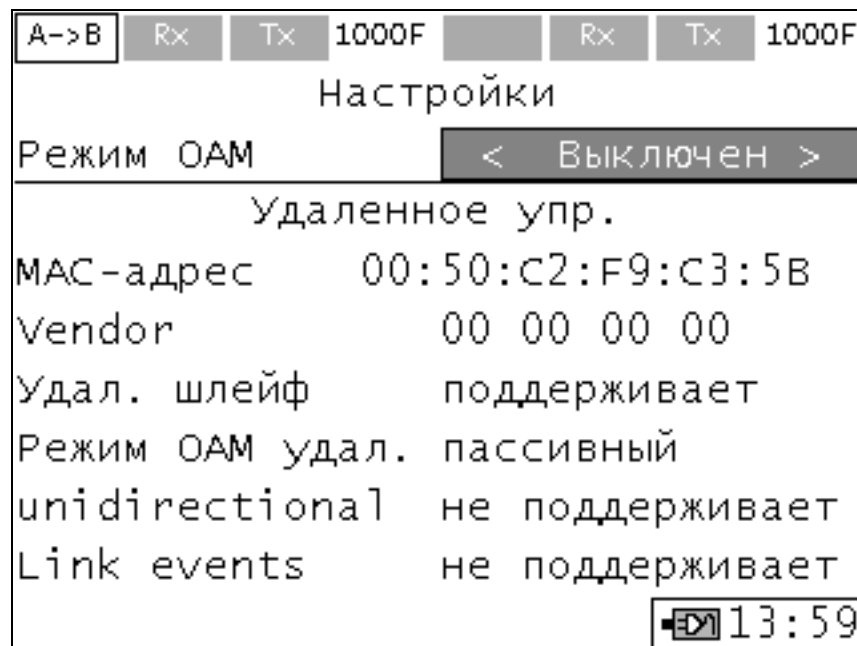 A->B Rx Tx 1000F Rx Tx 1000F
Настройки
Режим OAM < Выключен >
Удаленное упр.
MAC-адрес 00:50:C2:F9:C3:5B
Vendor 00 00 00 00
Удал. шлейф поддерживает
Режим OAM удал. пассивный
unidirectional не поддерживает
Link events не поддерживает
13:59